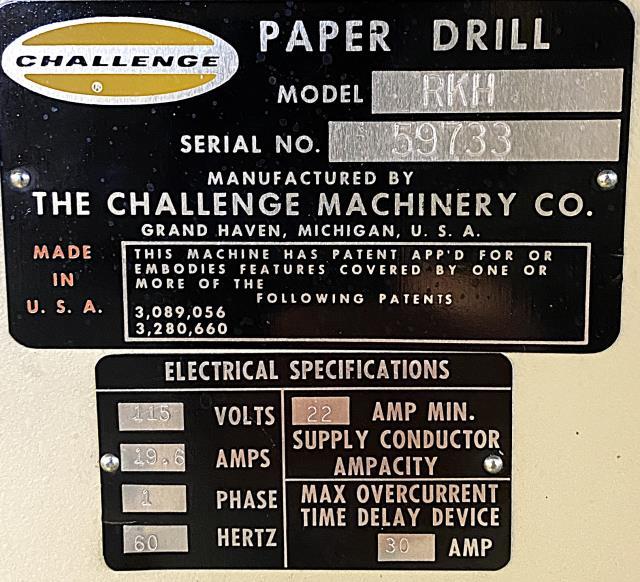 CHALLENGE
®
PAPER DRILL
MODEL RKH
SERIAL NO. 59733
MANUFACTURED BY
THE CHALLENGE MACHINERY CO.
GRAND HAVEN, MICHIGAN, U. S. A.
MADE
IN
U. S. A.
THIS MACHINE HAS PATENT APP'D FOR OR
EMBODIES FEATURES COVERED BY ONE OR
MORE OF THE
FOLLOWING PATENTS
3,089,056
3,280,660
ELECTRICAL SPECIFICATIONS
115 VOLTS
19.6 AMPS
1 PHASE
60 HERTZ
22 AMP MIN.
SUPPLY CONDUCTOR
AMPACITY
MAX OVERCURRENT
TIME DELAY DEVICE
30 AMP